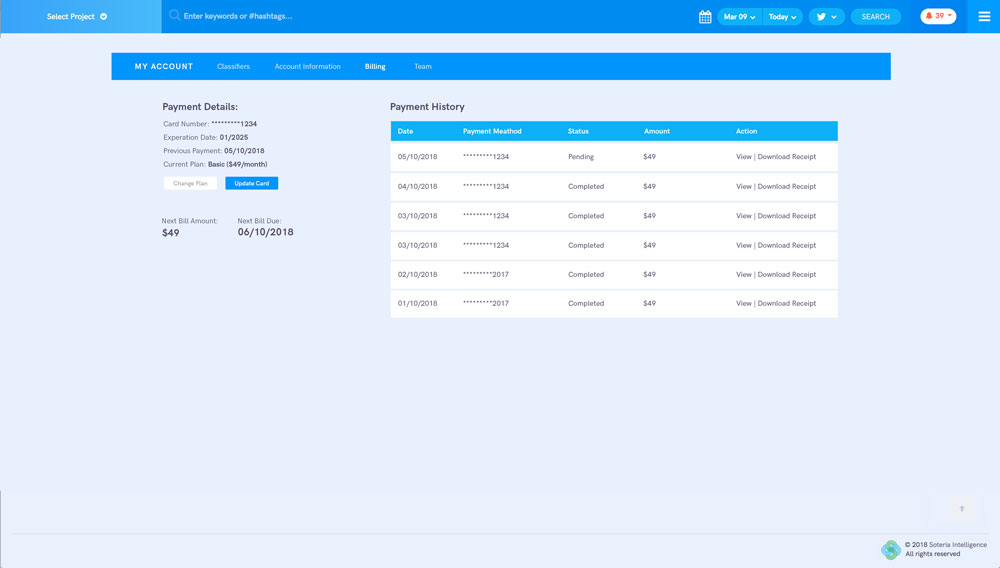 Select Project
Enter keywords or #hashtags...
Mar 09 Today SEARCH 39
MY ACCOUNT Classifiers Account Information Billing Team
Payment Details:
Card Number: *********1234
Experation Date: 01/2025
Previous Payment: 05/10/2018
Current Plan: Basic ($49/month)
Change Plan Update Card
Next Bill Amount: Next Bill Due:
$49 06/10/2018
Payment History
Date Payment Meathod Status Amount Action
05/10/2018 *********1234 Pending $49 View | Download Receipt
04/10/2018 *********1234 Completed $49 View | Download Receipt
03/10/2018 *********1234 Completed $49 View | Download Receipt
03/10/2018 *********1234 Completed $49 View | Download Receipt
02/10/2018 *********2017 Completed $49 View | Download Receipt
01/10/2018 *********2017 Completed $49 View | Download Receipt
© 2018 Soteria Intelligence
All rights reserved